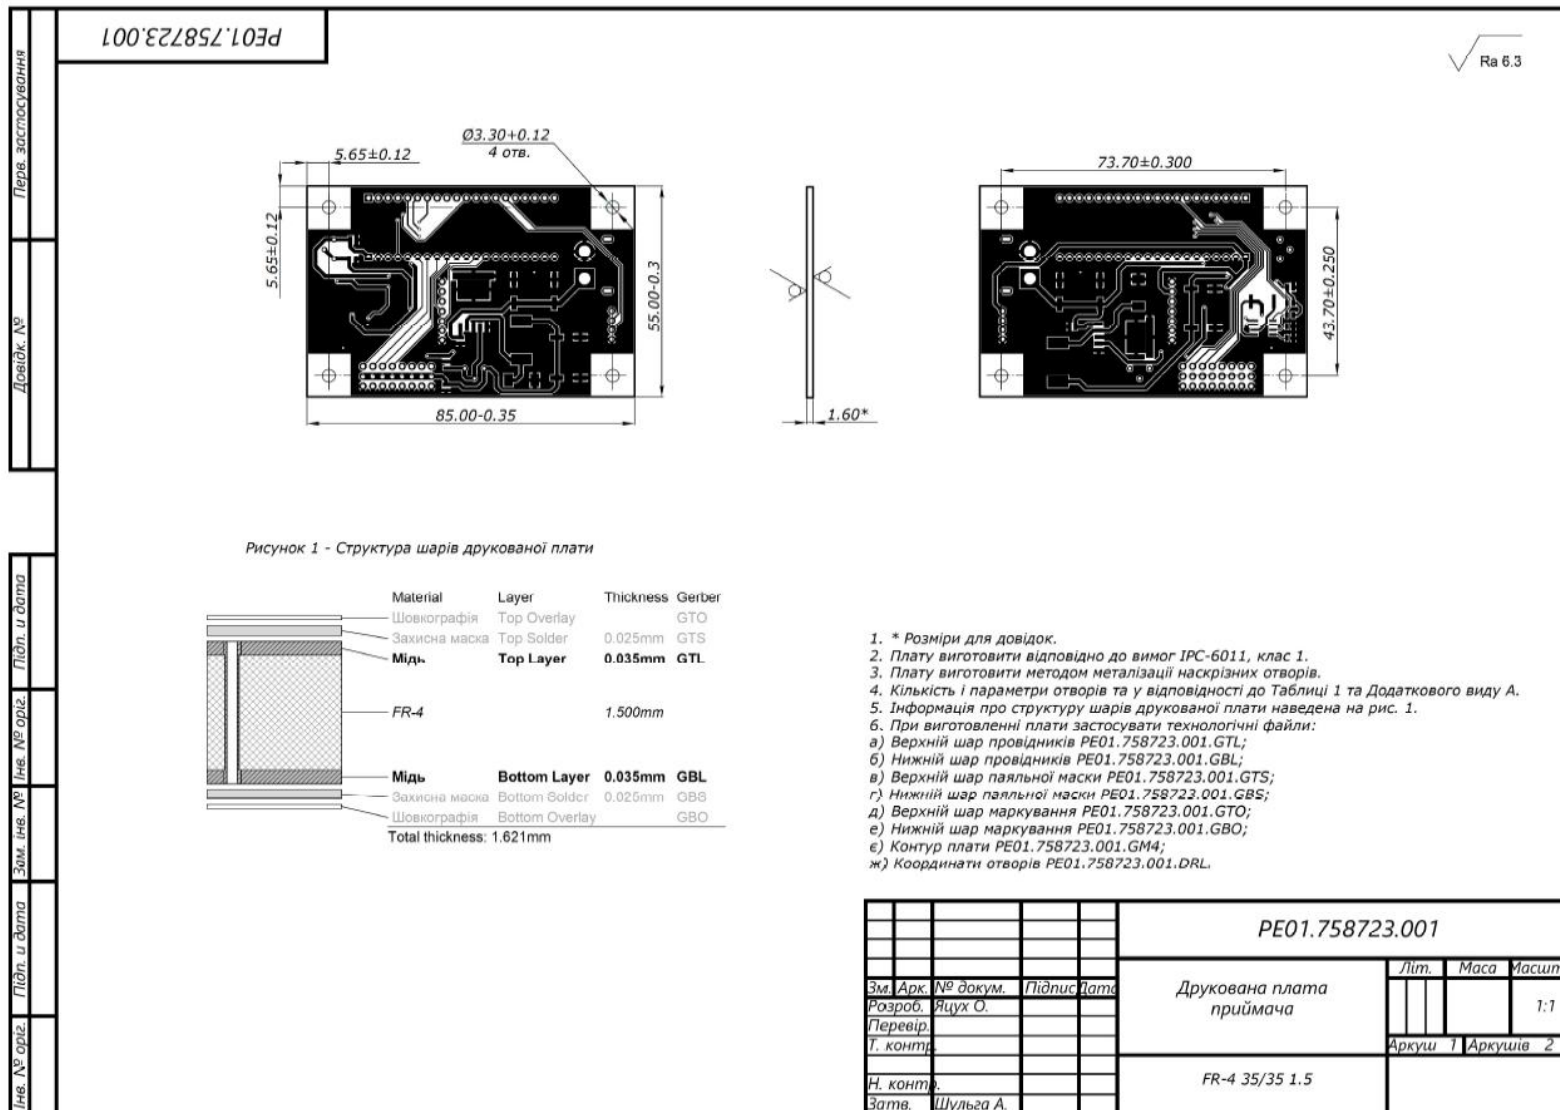 PE01.758723.001
Перв. застосування
Довідк. №
Підп. и дата
Інв. № оріг.
Зам. інв. №
Підп. и дата
Інв. № оріг.
Ra 6.3
5.65±0.12
Ø3.30+0.12
4 отв.
5.65±0.12
55.00-0.3
85.00-0.35
1.60*
73.70±0.300
43.70±0.250
Рисунок 1 - Структура шарів друкованої плати
Material Layer Thickness Gerber
Шовкографія Top Overlay GTO
Захисна маска Top Solder 0.025mm GTS
Мідь Top Layer 0.035mm GTL
FR-4 1.500mm
Мідь Bottom Layer 0.035mm GBL
Захисна маска Bottom Solder 0.025mm GBS
Шовкографія Bottom Overlay GBO
Total thickness: 1.621mm
1. * Розміри для довідок.
2. Плату виготовити відповідно до вимог IPC-6011, клас 1.
3. Плату виготовити методом металізації наскрізних отворів.
4. Кількість і параметри отворів та у відповідності до Таблиці 1 та Додаткового виду А.
5. Інформація про структуру шарів друкованої плати наведена на рис. 1.
6. При виготовленні плати застосувати технологічні файли:
а) Верхній шар провідників PE01.758723.001.GTL;
б) Нижній шар провідників PE01.758723.001.GBL;
в) Верхній шар паяльної маски PE01.758723.001.GTS;
г) Нижній шар паяльної маски PE01.758723.001.GBS;
д) Верхній шар маркування PE01.758723.001.GTO;
е) Нижній шар маркування PE01.758723.001.GBO;
є) Контур плати PE01.758723.001.GM4;
ж) Координати отворів PE01.758723.001.DRL.
PE01.758723.001
Зм. Арк. № докум. Підпис Дата
Розроб. Яцух О.
Перевір.
Т. контр.
Н. контр.
Затв. Шульга А.
Друкована плата
приймача
Літ. Маса Масшт
1:1
Аркуш 1 Аркушів 2
FR-4 35/35 1.5